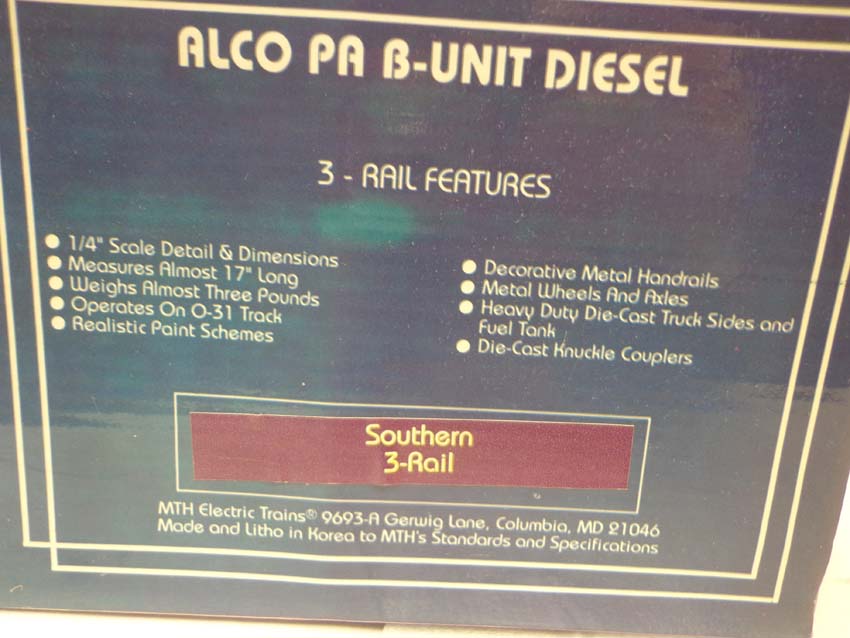 ALCO PA B-UNIT DIESEL
3 - RAIL FEATURES
● 1/4" Scale Detail & Dimensions
● Measures Almost 17" Long
● Weighs Almost Three Pounds
● Operates On O-31 Track
● Realistic Paint Schemes
● Decorative Metal Handrails
● Metal Wheels And Axles
● Heavy Duty Die-Cast Truck Sides and
Fuel Tank
● Die-Cast Knuckle Couplers
Southern
3-Rail
MTH Electric Trains® 9693-A Gerwig Lane, Columbia, MD 21046
Made and Litho in Korea to MTH's Standards and Specifications